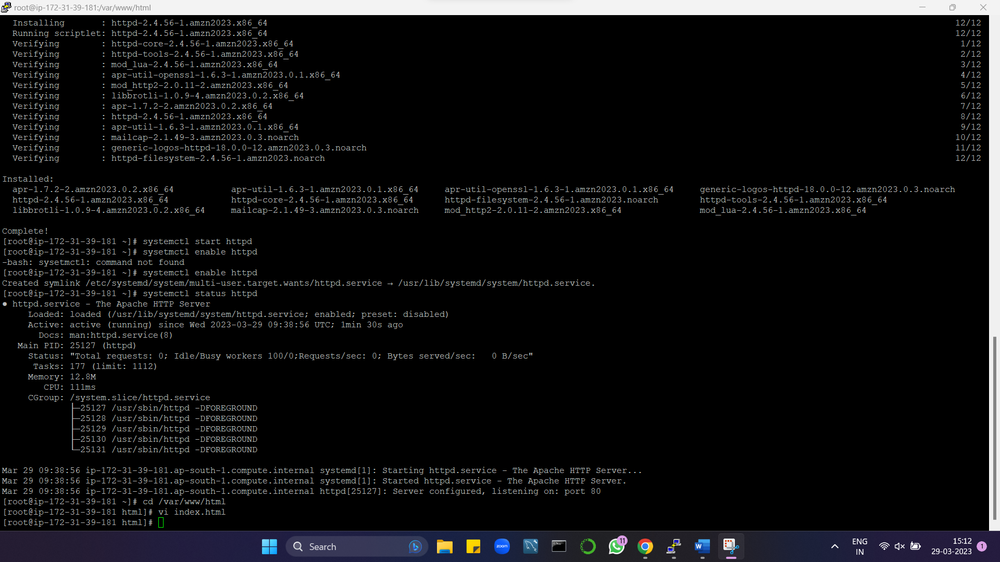 root@ip-172-31-39-181:/var/www/html
Installing : httpd-2.4.56-1.amzn2023.x86_64 12/12
Running scriptlet: httpd-2.4.56-1.amzn2023.x86_64 12/12
Verifying : httpd-core-2.4.56-1.amzn2023.x86_64 1/12
Verifying : httpd-tools-2.4.56-1.amzn2023.x86_64 2/12
Verifying : mod_lua-2.4.56-1.amzn2023.x86_64 3/12
Verifying : apr-util-openssl-1.6.3-1.amzn2023.0.1.x86_64 4/12
Verifying : mod_http2-2.0.11-2.amzn2023.x86_64 5/12
Verifying : libbrotli-1.0.9-4.amzn2023.0.2.x86_64 6/12
Verifying : apr-1.7.2-2.amzn2023.0.2.x86_64 7/12
Verifying : httpd-2.4.56-1.amzn2023.x86_64 8/12
Verifying : apr-util-1.6.3-1.amzn2023.0.1.x86_64 9/12
Verifying : mailcap-2.1.49-3.amzn2023.0.3.noarch 10/12
Verifying : generic-logos-httpd-18.0.0-12.amzn2023.0.3.noarch 11/12
Verifying : httpd-filesystem-2.4.56-1.amzn2023.noarch 12/12
Installed:
apr-1.7.2-2.amzn2023.0.2.x86_64 apr-util-1.6.3-1.amzn2023.0.1.x86_64 apr-util-openssl-1.6.3-1.amzn2023.0.1.x86_64 generic-logos-httpd-18.0.0-12.amzn2023.0.3.noarch
httpd-2.4.56-1.amzn2023.x86_64 httpd-core-2.4.56-1.amzn2023.x86_64 httpd-filesystem-2.4.56-1.amzn2023.noarch httpd-tools-2.4.56-1.amzn2023.x86_64
libbrotli-1.0.9-4.amzn2023.0.2.x86_64 mailcap-2.1.49-3.amzn2023.0.3.noarch mod_http2-2.0.11-2.amzn2023.x86_64 mod_lua-2.4.56-1.amzn2023.x86_64
Complete!
[root@ip-172-31-39-181 ~]# systemctl start httpd
[root@ip-172-31-39-181 ~]# sysetmctl enable httpd
-bash: sysetmctl: command not found
[root@ip-172-31-39-181 ~]# systemctl enable httpd
Created symlink /etc/systemd/system/multi-user.target.wants/httpd.service → /usr/lib/systemd/system/httpd.service.
[root@ip-172-31-39-181 ~]# systemctl status httpd
● httpd.service - The Apache HTTP Server
Loaded: loaded (/usr/lib/systemd/system/httpd.service; enabled; preset: disabled)
Active: active (running) since Wed 2023-03-29 09:38:56 UTC; 1min 30s ago
Docs: man:httpd.service(8)
Main PID: 25127 (httpd)
Status: "Total requests: 0; Idle/Busy workers 100/0;Requests/sec: 0; Bytes served/sec:   0 B/sec"
Tasks: 177 (limit: 1112)
Memory: 12.8M
CPU: 111ms
CGroup: /system.slice/httpd.service
├─25127 /usr/sbin/httpd -DFOREGROUND
├─25128 /usr/sbin/httpd -DFOREGROUND
├─25129 /usr/sbin/httpd -DFOREGROUND
├─25130 /usr/sbin/httpd -DFOREGROUND
└─25131 /usr/sbin/httpd -DFOREGROUND
Mar 29 09:38:56 ip-172-31-39-181.ap-south-1.compute.internal systemd[1]: Starting httpd.service - The Apache HTTP Server...
Mar 29 09:38:56 ip-172-31-39-181.ap-south-1.compute.internal systemd[1]: Started httpd.service - The Apache HTTP Server.
Mar 29 09:38:56 ip-172-31-39-181.ap-south-1.compute.internal httpd[25127]: Server configured, listening on: port 80
[root@ip-172-31-39-181 ~]# cd /var/www/html
[root@ip-172-31-39-181 html]# vi index.html
[root@ip-172-31-39-181 html]#
Search
zoom
11
W
ENG
IN
15:12
29-03-2023
1